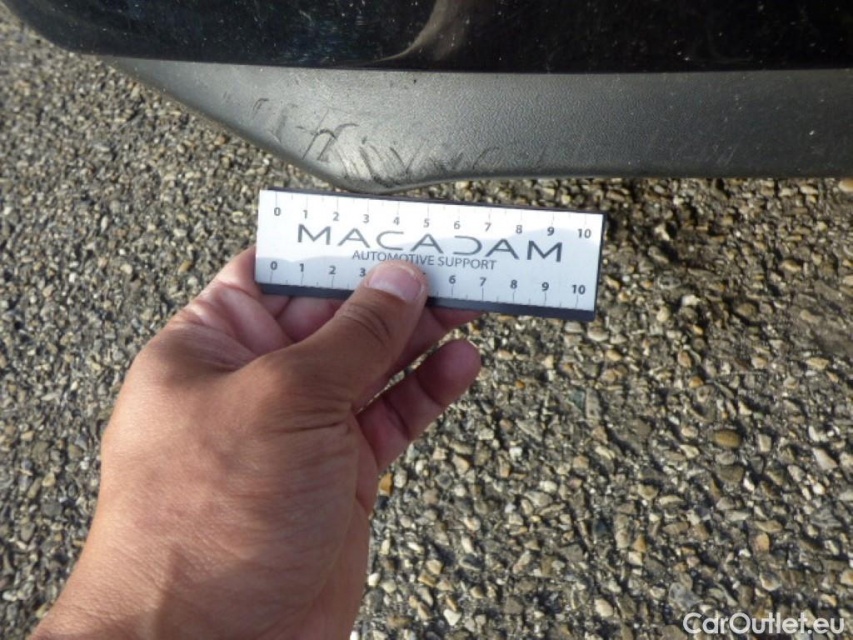 0 1 2 3 4 5 6 7 8 9 10
MACADAM
AUTOMOTIVE SUPPORT
0 1 2 3 6 7 8 9 10
CarOutlet.eu